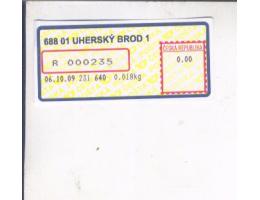 688 01 UHERSKÝ BROD 1
ČESKÁ REPUBLIKA
R 000235
0.00
06.10.09 231 640 0.018kg